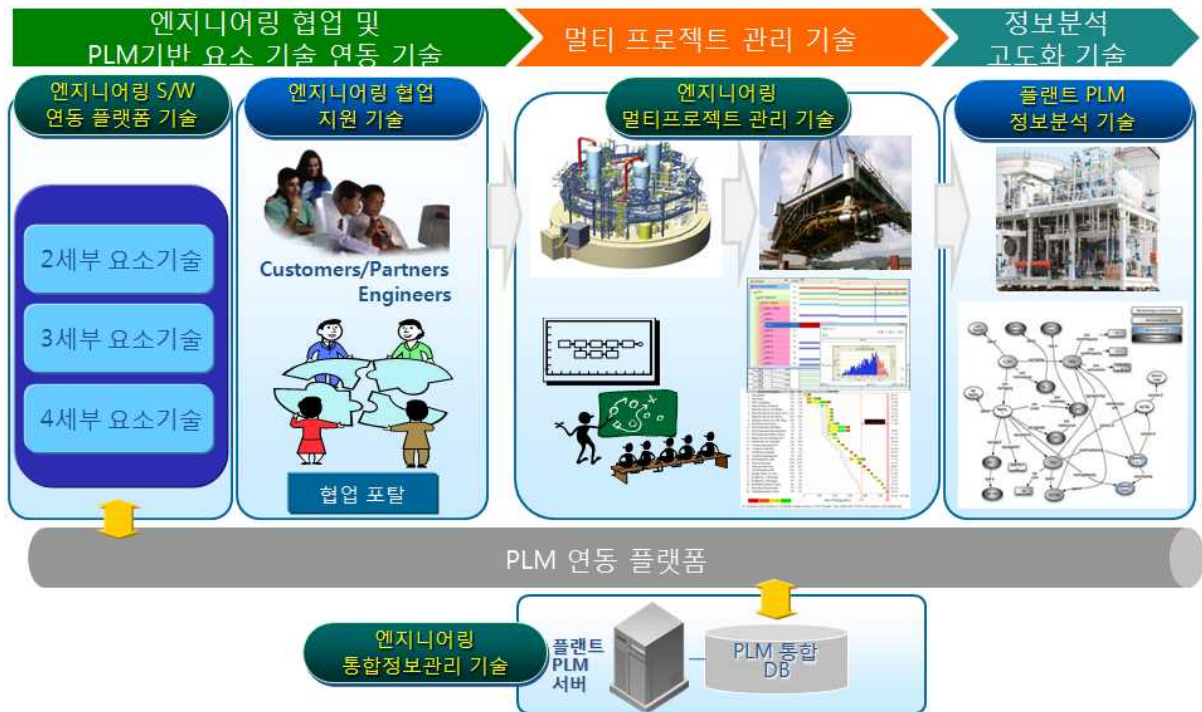 엔지니어링 협업 및
PLM기반 요소 기술 연동 기술
멀티 프로젝트 관리 기술
정보분석
고도화 기술
엔지니어링 S/W
연동 플랫폼 기술
2세부 요소기술
3세부 요소기술
4세부 요소기술
엔지니어링 협업
지원 기술
Customers/Partners
Engineers
협업 포탈
엔지니어링
멀티프로젝트 관리 기술
플랜트 PLM
정보분석 기술
PLM 연동 플랫폼
엔지니어링
통합정보관리 기술
플랜트
PLM
서버
PLM 통합
DB